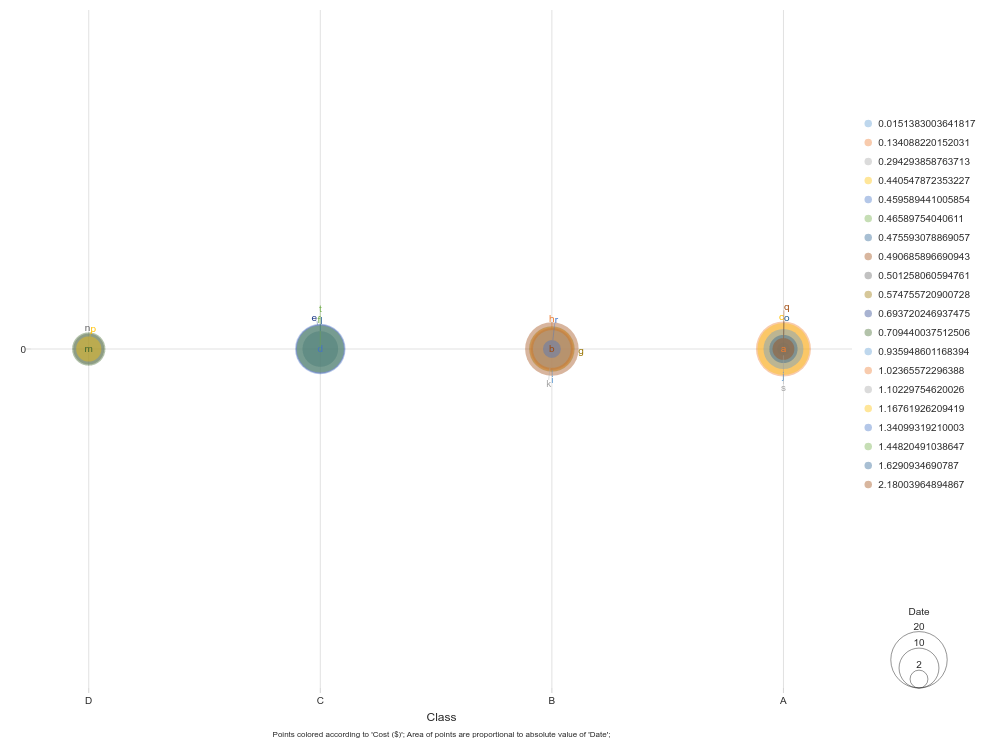 0.0151383003641817
0.134088220152031
0.294293858763713
0.440547872353227
0.459589441005854
0.46589754040611
0.475593078869057
0.490685896690943
0.501258060594761
0.574755720900728
0.693720246937475
0.709440037512506
0.935948601168394
1.02365572296388
1.10229754620026
1.16761926209419
1.34099319210003
1.44820491038647
1.6290934690787
2.18003964894867
t
q
e
h r
c o
n p
0
m
d
b
g
a
k i
s
Date
20
10
2
D C B A
Class
Points colored according to 'Cost ($)'; Area of points are proportional to absolute value of 'Date';